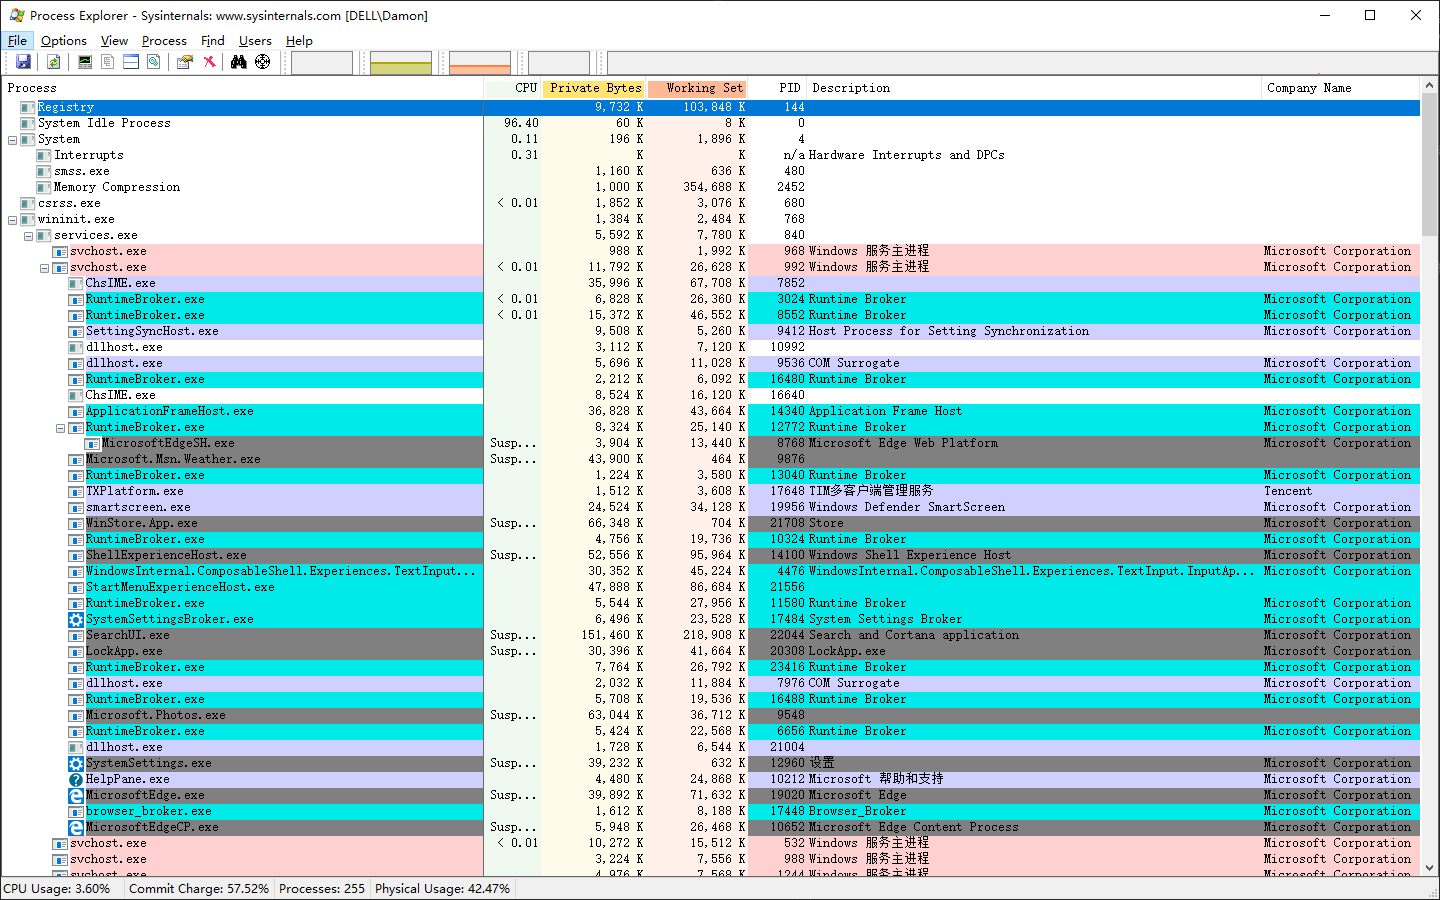 Process Explorer - Sysinternals: www.sysinternals.com [DELL\Damon]
File Options View Process Find Users Help
Process CPU Private Bytes Working Set PID Description Company Name
Registry 9,732 K 103,848 K 144
System Idle Process 96.40 60 K 8 K 0
System 0.11 196 K 1,896 K 4
Interrupts 0.31 K K n/a Hardware Interrupts and DPCs
smss.exe 1,160 K 636 K 480
Memory Compression 1,000 K 354,688 K 2452
csrss.exe < 0.01 1,852 K 3,076 K 680
wininit.exe 1,384 K 2,484 K 768
services.exe 5,592 K 7,780 K 840
svchost.exe 988 K 1,992 K 968 Windows 服务主进程 Microsoft Corporation
svchost.exe < 0.01 11,792 K 26,628 K 992 Windows 服务主进程 Microsoft Corporation
ChsIME.exe 35,996 K 67,708 K 7852
RuntimeBroker.exe < 0.01 6,828 K 26,360 K 3024 Runtime Broker Microsoft Corporation
RuntimeBroker.exe < 0.01 15,372 K 46,552 K 8552 Runtime Broker Microsoft Corporation
SettingSyncHost.exe 9,508 K 5,260 K 9412 Host Process for Setting Synchronization Microsoft Corporation
dllhost.exe 3,112 K 7,120 K 10992
dllhost.exe 5,696 K 11,028 K 9536 COM Surrogate Microsoft Corporation
RuntimeBroker.exe 2,212 K 6,092 K 16480 Runtime Broker Microsoft Corporation
ChsIME.exe 8,524 K 16,120 K 16640
ApplicationFrameHost.exe 36,828 K 43,664 K 14340 Application Frame Host Microsoft Corporation
RuntimeBroker.exe 8,324 K 25,140 K 12772 Runtime Broker Microsoft Corporation
MicrosoftEdgeSH.exe Susp... 3,904 K 13,440 K 8768 Microsoft Edge Web Platform Microsoft Corporation
Microsoft.Msn.Weather.exe Susp... 43,900 K 464 K 9876
RuntimeBroker.exe 1,224 K 3,580 K 13040 Runtime Broker Microsoft Corporation
TXPlatform.exe 1,512 K 3,608 K 17648 TIM多客户端管理服务 Tencent
smartscreen.exe 24,524 K 34,128 K 19956 Windows Defender SmartScreen Microsoft Corporation
WinStore.App.exe Susp... 66,348 K 704 K 21708 Store Microsoft Corporation
RuntimeBroker.exe 4,756 K 19,736 K 10324 Runtime Broker Microsoft Corporation
ShellExperienceHost.exe Susp... 52,556 K 95,964 K 14100 Windows Shell Experience Host Microsoft Corporation
WindowsInternal.ComposableShell.Experiences.TextInput... 30,352 K 45,224 K 4476 WindowsInternal.ComposableShell.Experiences.TextInput.InputAp... Microsoft Corporation
StartMenuExperienceHost.exe 47,888 K 86,684 K 21556
RuntimeBroker.exe 5,544 K 27,956 K 11580 Runtime Broker Microsoft Corporation
SystemSettingsBroker.exe 6,496 K 23,528 K 17484 System Settings Broker Microsoft Corporation
SearchUI.exe Susp... 151,460 K 218,908 K 22044 Search and Cortana application Microsoft Corporation
LockApp.exe Susp... 30,396 K 41,664 K 20308 LockApp.exe Microsoft Corporation
RuntimeBroker.exe 7,764 K 26,792 K 23416 Runtime Broker Microsoft Corporation
dllhost.exe 2,032 K 11,884 K 7976 COM Surrogate Microsoft Corporation
RuntimeBroker.exe 5,708 K 19,536 K 16488 Runtime Broker Microsoft Corporation
Microsoft.Photos.exe Susp... 63,044 K 36,712 K 9548
RuntimeBroker.exe 5,424 K 22,568 K 6656 Runtime Broker Microsoft Corporation
dllhost.exe 1,728 K 6,544 K 21004
SystemSettings.exe Susp... 39,232 K 632 K 12960 设置 Microsoft Corporation
HelpPane.exe 4,480 K 24,868 K 10212 Microsoft 帮助和支持 Microsoft Corporation
MicrosoftEdge.exe Susp... 39,892 K 71,632 K 19020 Microsoft Edge Microsoft Corporation
browser_broker.exe 1,612 K 8,188 K 17448 Browser_Broker Microsoft Corporation
MicrosoftEdgeCP.exe Susp... 5,948 K 26,468 K 10652 Microsoft Edge Content Process Microsoft Corporation
svchost.exe < 0.01 10,272 K 15,512 K 532 Windows 服务主进程 Microsoft Corporation
svchost.exe 3,224 K 7,556 K 988 Windows 服务主进程 Microsoft Corporation
svchost.exe 4,976 K 7,568 K 1244 Windows 服务主进程 Microsoft Corporation
CPU Usage: 3.60% Commit Charge: 57.52% Processes: 255 Physical Usage: 42.47%